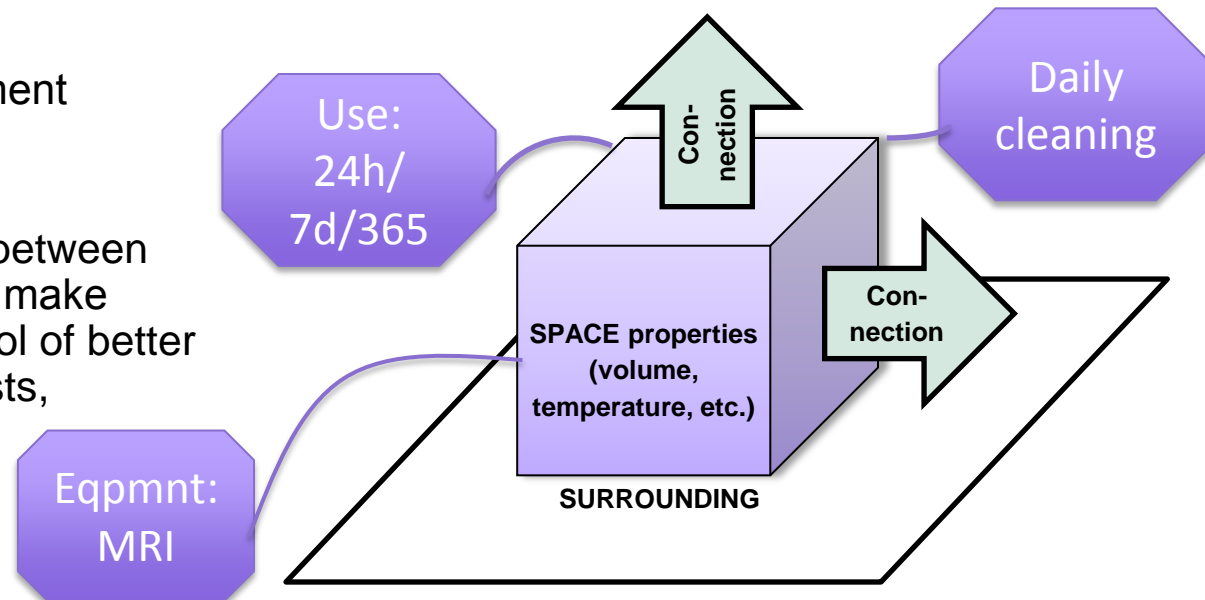 ment
between
make
ol of better
sts,
Use:
24h/
7d/365
Daily
cleaning
Con-
nection
Con-
nection
SPACE properties
(volume,
temperature, etc.)
SURROUNDING
Eqpmnt:
MRI